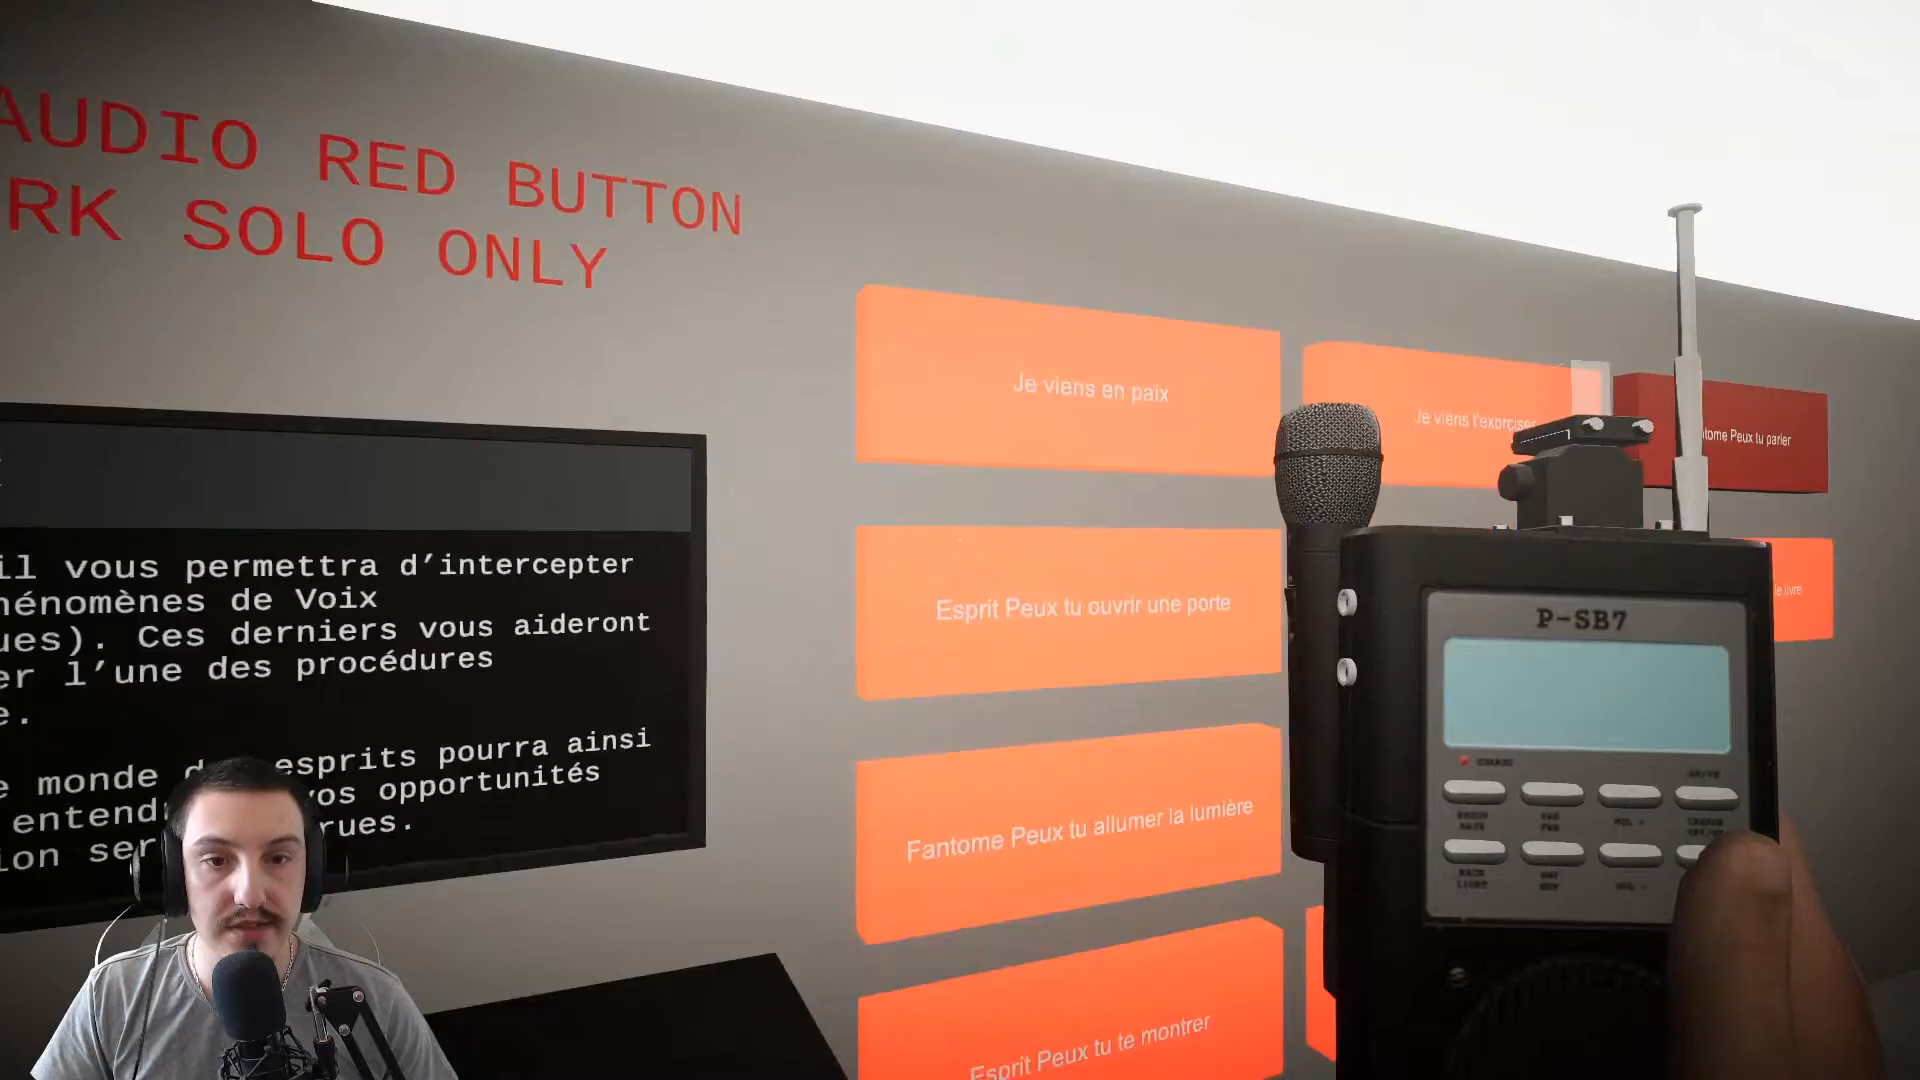 AUDIO RED BUTTON
RK SOLO ONLY
Je viens en paix
Je viens t'exorciser
tome Peux tu parler
Esprit Peux tu ouvrir une porte
le livre
Fantome Peux tu allumer la lumière
Esprit Peux tu te montrer
il vous permettra d'intercepter
hénomènes de Voix
ues). Ces derniers vous aideront
er l'une des procédures
e.
e monde d esprits pourra ainsi
entend vos opportunités
ion ser rues.
P-SB7